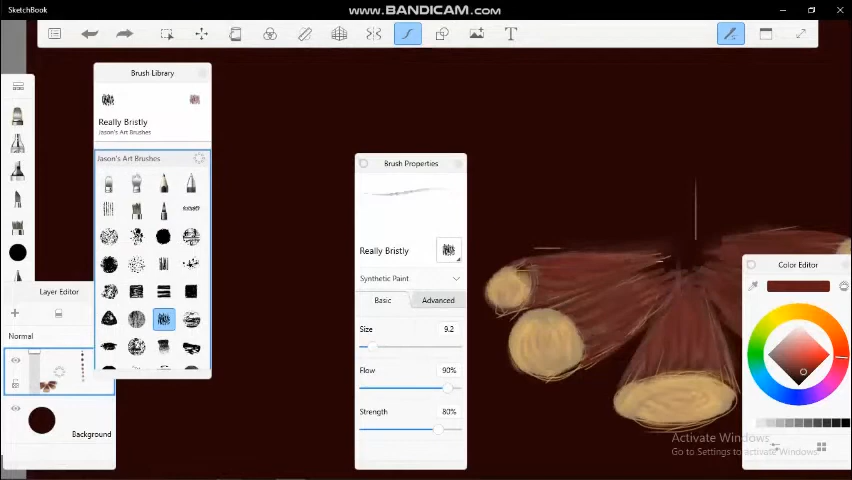 SketchBook
WWW.BANDICAM.COM
Brush Library
Really Bristly
Jason's Art Brushes
Jason's Art Brushes
Brush Properties
Really Bristly
Synthetic Paint
Basic
Advanced
Size
9.2
Flow
90%
Strength
80%
Layer Editor
Normal
Background
Color Editor
Activate Windows
Go to Settings to activate Windows.
T